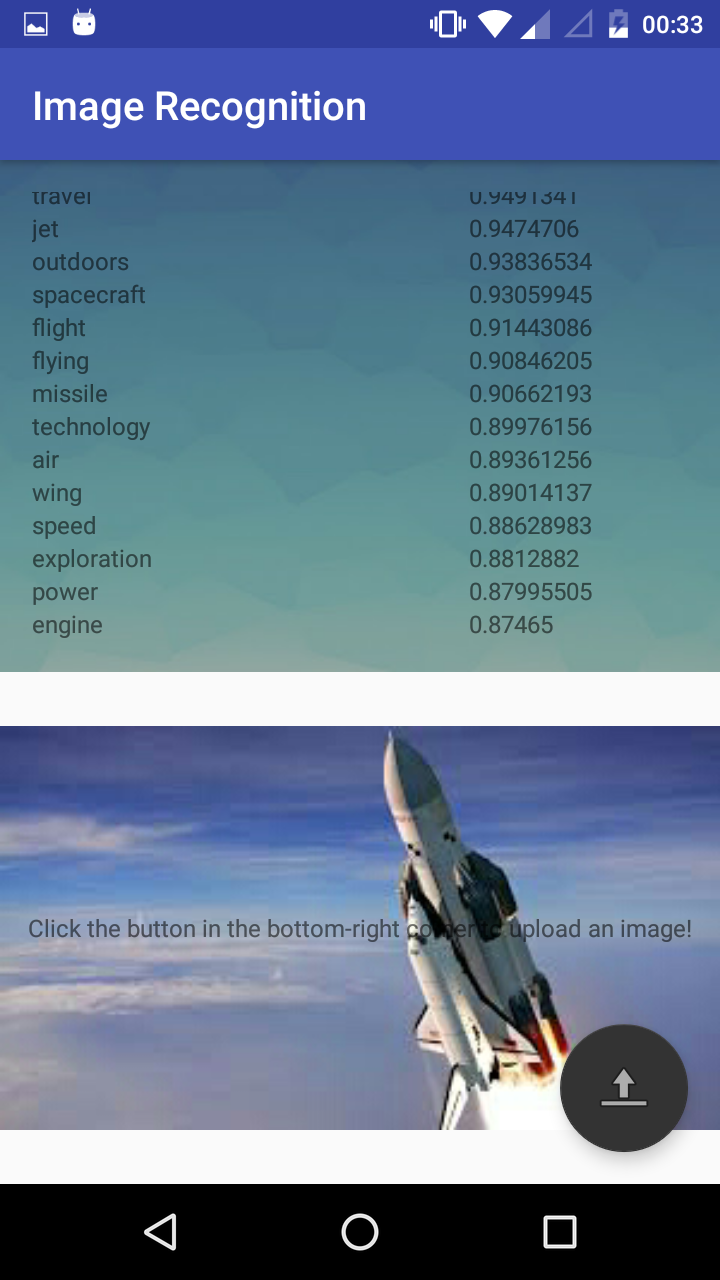 00:33
Image Recognition
travel 0.9491341
jet 0.9474706
outdoors 0.93836534
spacecraft 0.93059945
flight 0.91443086
flying 0.90846205
missile 0.90662193
technology 0.89976156
air 0.89361256
wing 0.89014137
speed 0.88628983
exploration 0.8812882
power 0.87995505
engine 0.87465
Click the button in the bottom-right corner to upload an image!